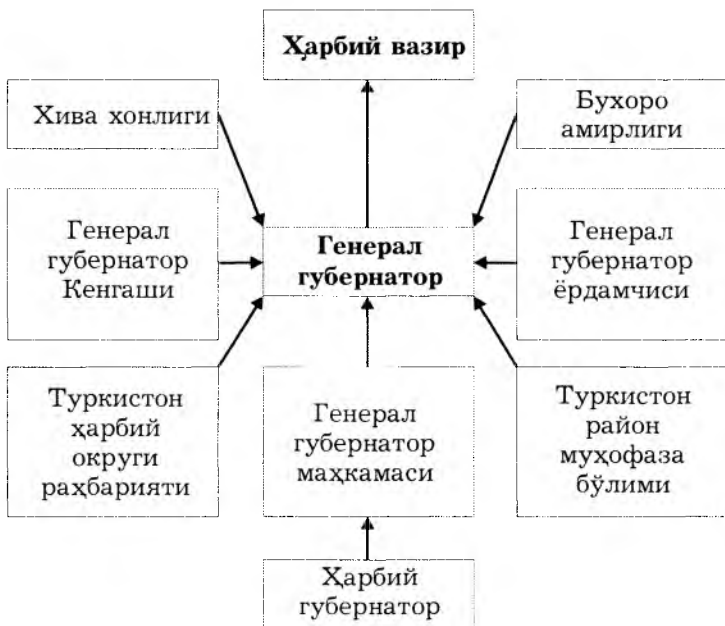 Ҳарбий вазир
Хива хонлиги
Бухоро
амирлиги
Генерал
губернатор
Кенгаши
Генерал
губернатор
Генерал
губернатор
ёрдамчиси
Туркистон
ҳарбий
округи
раҳбарияти
Генерал
губернатор
маҳкамаси
Туркистон
район
муҳофаза
бўлими
Ҳарбий
губернатор